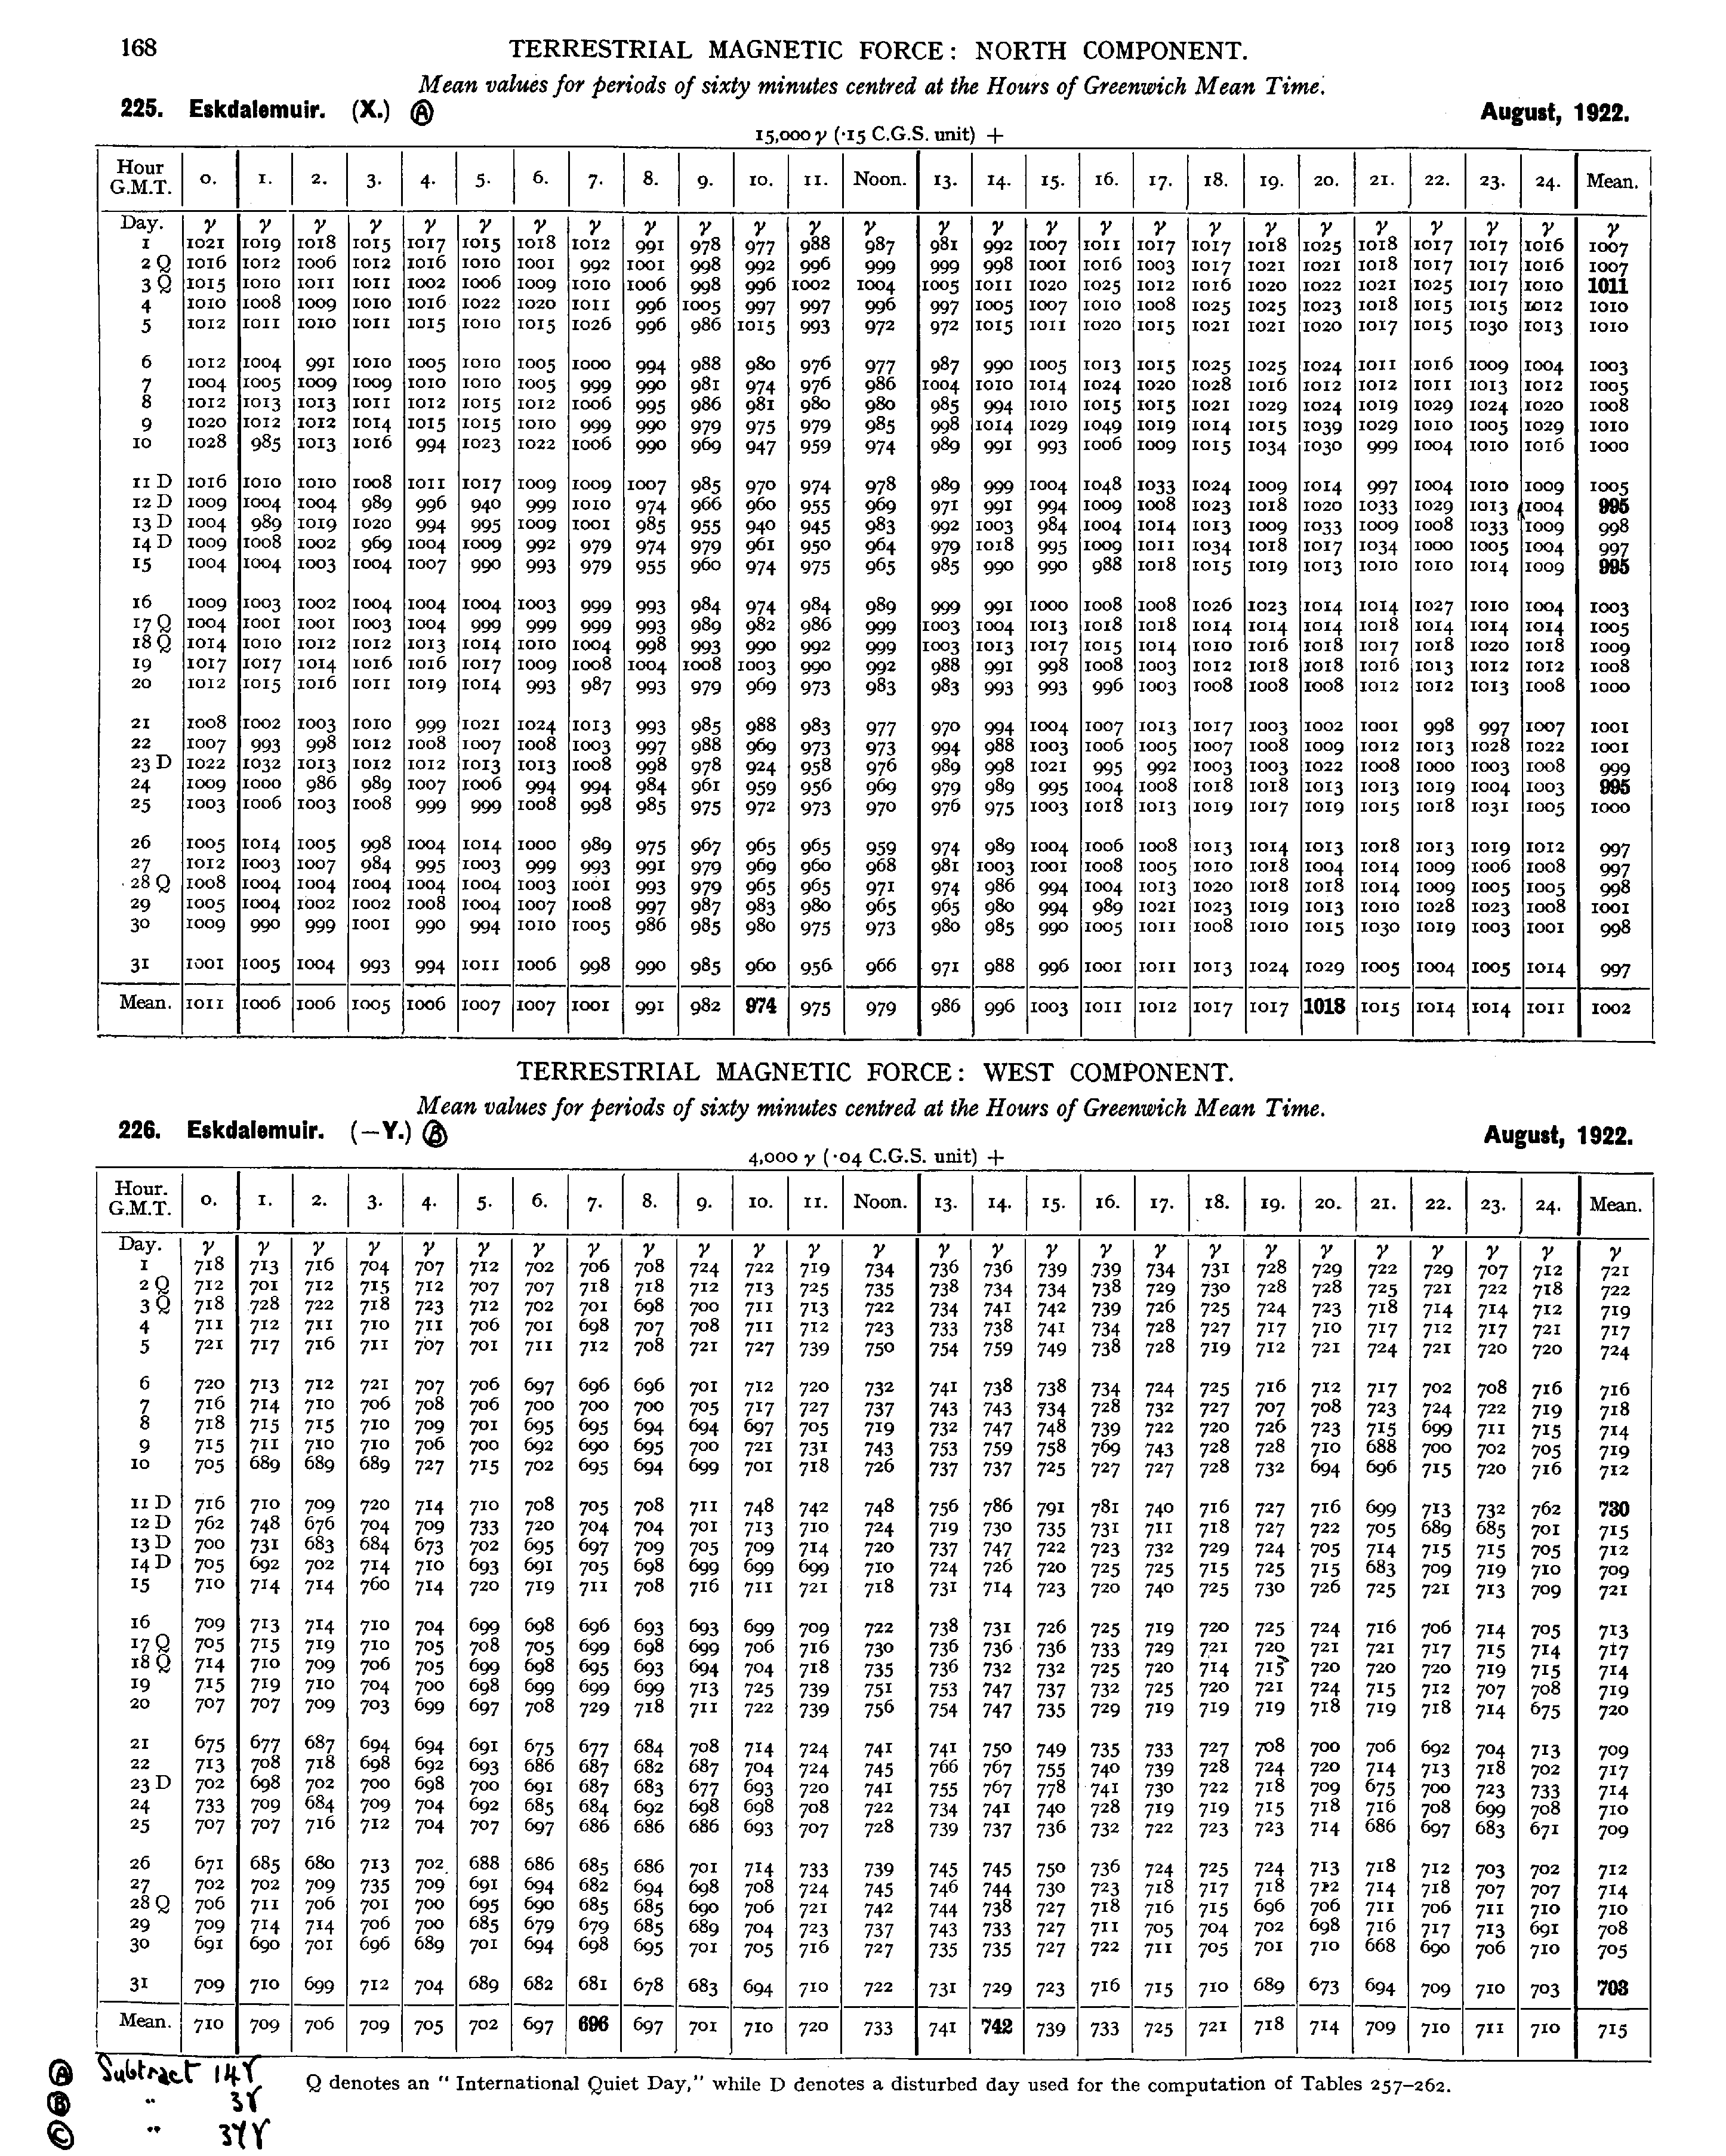 168
TERRESTRIAL MAGNETIC FORCE: NORTH COMPONENT.
Mean values for periods of sixty minutes centred at the Hours of Greenwich Mean Time.
225. Eskdalemuir. (X.) Ⓐ August, 1922.
15,000 γ (·15 C.G.S. unit) +
Hour G.M.T. 0. 1. 2. 3. 4. 5. 6. 7. 8. 9. 10. 11. Noon. 13. 14. 15. 16. 17. 18. 19. 20. 21. 22. 23. 24. Mean.
Day. γ γ γ γ γ γ γ γ γ γ γ γ γ γ γ γ γ γ γ γ γ γ γ γ γ γ
1 1021 1019 1018 1015 1017 1015 1018 1012 991 978 977 988 987 981 992 1007 1011 1017 1017 1018 1025 1018 1017 1017 1016 1007
2 Q 1016 1012 1006 1012 1016 1010 1001 992 1001 998 992 996 999 999 998 1001 1016 1003 1017 1021 1021 1018 1017 1017 1016 1007
3 Q 1015 1010 1011 1011 1002 1006 1009 1010 1006 998 996 1002 1004 1005 1011 1020 1025 1012 1016 1020 1022 1021 1025 1017 1010 1011
4 1010 1008 1009 1010 1016 1022 1020 1011 996 1005 997 997 996 997 1005 1007 1010 1008 1025 1025 1023 1018 1015 1015 1012 1010
5 1012 1011 1010 1011 1015 1010 1015 1026 996 986 1015 993 972 972 1015 1011 1020 1015 1021 1021 1020 1017 1015 1030 1013 1010
6 1012 1004 991 1010 1005 1010 1005 1000 994 988 980 976 977 987 990 1005 1013 1015 1025 1025 1024 1011 1016 1009 1004 1003
7 1004 1005 1009 1009 1010 1010 1005 999 990 981 974 976 986 1004 1010 1014 1024 1020 1028 1016 1012 1012 1011 1013 1012 1005
8 1012 1013 1013 1011 1012 1015 1012 1006 995 986 981 980 980 985 994 1010 1015 1015 1021 1029 1024 1019 1029 1024 1020 1008
9 1020 1012 1012 1014 1015 1015 1010 999 990 979 975 979 985 998 1014 1029 1049 1019 1014 1015 1039 1029 1010 1005 1029 1010
10 1028 985 1013 1016 994 1023 1022 1006 990 969 947 959 974 989 991 993 1006 1009 1015 1034 1030 999 1004 1010 1016 1000
11 D 1016 1010 1010 1008 1011 1017 1009 1009 1007 985 970 974 978 989 999 1004 1048 1033 1024 1009 1014 997 1004 1010 1009 1005
12 D 1009 1004 1004 989 996 940 999 1010 974 966 960 955 969 971 991 994 1009 1008 1023 1018 1020 1033 1029 1013 1004 995
13 D 1004 989 1019 1020 994 995 1009 1001 985 955 940 945 983 992 1003 984 1004 1014 1013 1009 1033 1009 1008 1033 1009 998
14 D 1009 1008 1002 969 1004 1009 992 979 974 979 961 950 964 979 1018 995 1009 1011 1034 1018 1017 1034 1000 1005 1004 997
15 1004 1004 1003 1004 1007 990 993 979 955 960 974 975 965 985 990 990 988 1018 1015 1019 1013 1010 1010 1014 1009 995
16 1009 1003 1002 1004 1004 1004 1003 999 993 984 974 984 989 999 991 1000 1008 1008 1026 1023 1014 1014 1027 1010 1004 1003
17 Q 1004 1001 1001 1003 1004 999 999 999 993 989 982 986 999 1003 1004 1013 1018 1018 1014 1014 1014 1018 1014 1014 1014 1005
18 Q 1014 1010 1012 1012 1013 1014 1010 1004 998 993 990 992 999 1003 1013 1017 1015 1014 1010 1016 1018 1017 1018 1020 1018 1009
19 1017 1017 1014 1016 1016 1017 1009 1008 1004 1008 1003 990 992 988 991 998 1008 1003 1012 1018 1018 1016 1013 1012 1012 1008
20 1012 1015 1016 1011 1019 1014 993 987 993 979 969 973 983 983 993 993 996 1003 1008 1008 1008 1012 1012 1013 1008 1000
21 1008 1002 1003 1010 999 1021 1024 1013 993 985 988 983 977 970 994 1004 1007 1013 1017 1003 1002 1001 998 997 1007 1001
22 1007 993 998 1012 1008 1007 1008 1003 997 988 969 973 973 994 988 1003 1006 1005 1007 1008 1009 1012 1013 1028 1022 1001
23 D 1022 1032 1013 1012 1012 1013 1013 1008 998 978 924 958 976 989 998 1021 995 992 1003 1003 1022 1008 1000 1003 1008 999
24 1009 1000 986 989 1007 1006 994 994 984 961 959 956 969 979 989 995 1004 1008 1018 1018 1013 1013 1019 1004 1003 995
25 1003 1006 1003 1008 999 999 1008 998 985 975 972 973 970 976 975 1003 1018 1013 1019 1017 1019 1015 1018 1031 1005 1000
26 1005 1014 1005 998 1004 1014 1000 989 975 967 965 965 959 974 989 1004 1006 1008 1013 1014 1013 1018 1013 1019 1012 997
27 1012 1003 1007 984 995 1003 999 993 991 979 969 960 968 981 1003 1001 1008 1005 1010 1018 1004 1014 1009 1006 1008 997
28 Q 1008 1004 1004 1004 1004 1004 1003 1001 993 979 965 965 971 974 986 994 1004 1013 1020 1018 1018 1014 1009 1005 1005 998
29 1005 1004 1002 1002 1008 1004 1007 1008 997 987 983 980 965 965 980 994 989 1021 1023 1019 1013 1010 1028 1023 1008 1001
30 1009 990 999 1001 990 994 1010 1005 986 985 980 975 973 980 985 990 1005 1011 1008 1010 1015 1030 1019 1003 1001 998
31 1001 1005 1004 993 994 1011 1006 998 990 985 960 956 966 971 988 996 1001 1011 1013 1024 1029 1005 1004 1005 1014 997
Mean. 1011 1006 1006 1005 1006 1007 1007 1001 991 982 974 975 979 986 996 1003 1011 1012 1017 1017 1018 1015 1014 1014 1011 1002
TERRESTRIAL MAGNETIC FORCE: WEST COMPONENT.
Mean values for periods of sixty minutes centred at the Hours of Greenwich Mean Time.
226. Eskdalemuir. (—Y.) Ⓑ August, 1922.
4,000 γ (·04 C.G.S. unit) +
Hour. G.M.T. 0. 1. 2. 3. 4. 5. 6. 7. 8. 9. 10. 11. Noon. 13. 14. 15. 16. 17. 18. 19. 20. 21. 22. 23. 24. Mean.
Day. γ γ γ γ γ γ γ γ γ γ γ γ γ γ γ γ γ γ γ γ γ γ γ γ γ γ
1 718 713 716 704 707 712 702 706 708 724 722 719 734 736 736 739 739 734 731 728 729 722 729 707 712 721
2 Q 712 701 712 715 712 707 707 718 718 712 713 725 735 738 734 734 738 729 730 728 728 725 721 722 718 722
3 Q 718 728 722 718 723 712 702 701 698 700 711 713 722 734 741 742 739 726 725 724 723 718 714 714 712 719
4 711 712 711 710 711 706 701 698 707 708 711 712 723 733 738 741 734 728 727 717 710 717 712 717 721 717
5 721 717 716 711 707 701 711 712 708 721 727 739 750 754 759 749 738 728 719 712 721 724 721 720 720 724
6 720 713 712 721 707 706 697 696 696 701 712 720 732 741 738 738 734 724 725 716 712 717 702 708 716 716
7 716 714 710 706 708 706 700 700 700 705 717 727 737 743 743 734 728 732 727 707 708 723 724 722 719 718
8 718 715 715 710 709 701 695 695 694 694 697 705 719 732 747 748 739 722 720 726 723 715 699 711 715 714
9 715 711 710 710 706 700 692 690 695 700 721 731 743 753 759 758 769 743 728 728 710 688 700 702 705 719
10 705 689 689 689 727 715 702 695 694 699 701 718 726 737 737 725 727 727 728 732 694 696 715 720 716 712
11 D 716 710 709 720 714 710 708 705 708 711 748 742 748 756 786 791 781 740 716 727 716 699 713 732 762 730
12 D 762 748 676 704 709 733 720 704 704 701 713 710 724 719 730 735 731 711 718 727 722 705 689 685 701 715
13 D 700 731 683 684 673 702 695 697 709 705 709 714 720 737 747 722 723 732 729 724 705 714 715 715 705 712
14 D 705 692 702 714 710 693 691 705 698 699 699 699 710 724 726 720 725 725 715 725 715 683 709 719 710 709
15 710 714 714 760 714 720 719 711 708 716 711 721 718 731 714 723 720 740 725 730 726 725 721 713 709 721
16 709 713 714 710 704 699 698 696 693 693 699 709 722 738 731 726 725 719 720 725 724 716 706 714 705 713
17 Q 705 715 719 710 705 708 705 699 698 699 706 716 730 736 736 736 733 729 721 720 721 721 717 715 714 717
18 Q 714 710 709 706 705 699 698 695 693 694 704 718 735 736 732 732 725 720 714 715 720 720 720 719 715 714
19 715 719 710 704 700 698 699 699 699 713 725 739 751 753 747 737 732 725 720 721 724 715 712 707 708 719
20 707 707 709 703 699 697 708 729 718 711 722 739 756 754 747 735 729 719 719 719 718 719 718 714 675 720
21 675 677 687 694 694 691 675 677 684 708 714 724 741 741 750 749 735 733 727 708 700 706 692 704 713 709
22 713 708 718 698 692 693 686 687 682 687 704 724 745 766 767 755 740 739 728 724 720 714 713 718 702 717
23 D 702 698 702 700 698 700 691 687 683 677 693 720 741 755 767 778 741 730 722 718 709 675 700 723 733 714
24 733 709 684 709 704 692 685 684 692 698 698 708 722 734 741 740 728 719 719 715 718 716 708 699 708 710
25 707 707 716 712 704 707 697 686 686 686 693 707 728 739 737 736 732 722 723 723 714 686 697 683 671 709
26 671 685 680 713 702 688 686 685 686 701 714 733 739 745 745 750 736 724 725 724 713 718 712 703 702 712
27 702 702 709 735 709 691 694 682 694 698 708 724 745 746 744 730 723 718 717 718 712 714 718 707 707 714
28 Q 706 711 706 701 700 695 690 685 685 690 706 721 742 744 738 727 718 716 715 696 706 711 706 711 710 710
29 709 714 714 706 700 685 679 679 685 689 704 723 737 743 733 727 711 705 704 702 698 716 717 713 691 708
30 691 690 701 696 689 701 694 698 695 701 705 716 727 735 735 727 722 711 705 701 710 668 690 706 710 705
31 709 710 699 712 704 689 682 681 678 683 694 710 722 731 729 723 716 715 710 689 673 694 709 710 703 703
Mean. 710 709 706 709 705 702 697 696 697 701 710 720 733 741 742 739 733 725 721 718 714 709 710 711 710 715
Ⓐ Subtract 14γ
Q denotes an "International Quiet Day," while D denotes a disturbed day used for the computation of Tables 257–262.
Ⓑ " 3γ
Ⓒ "